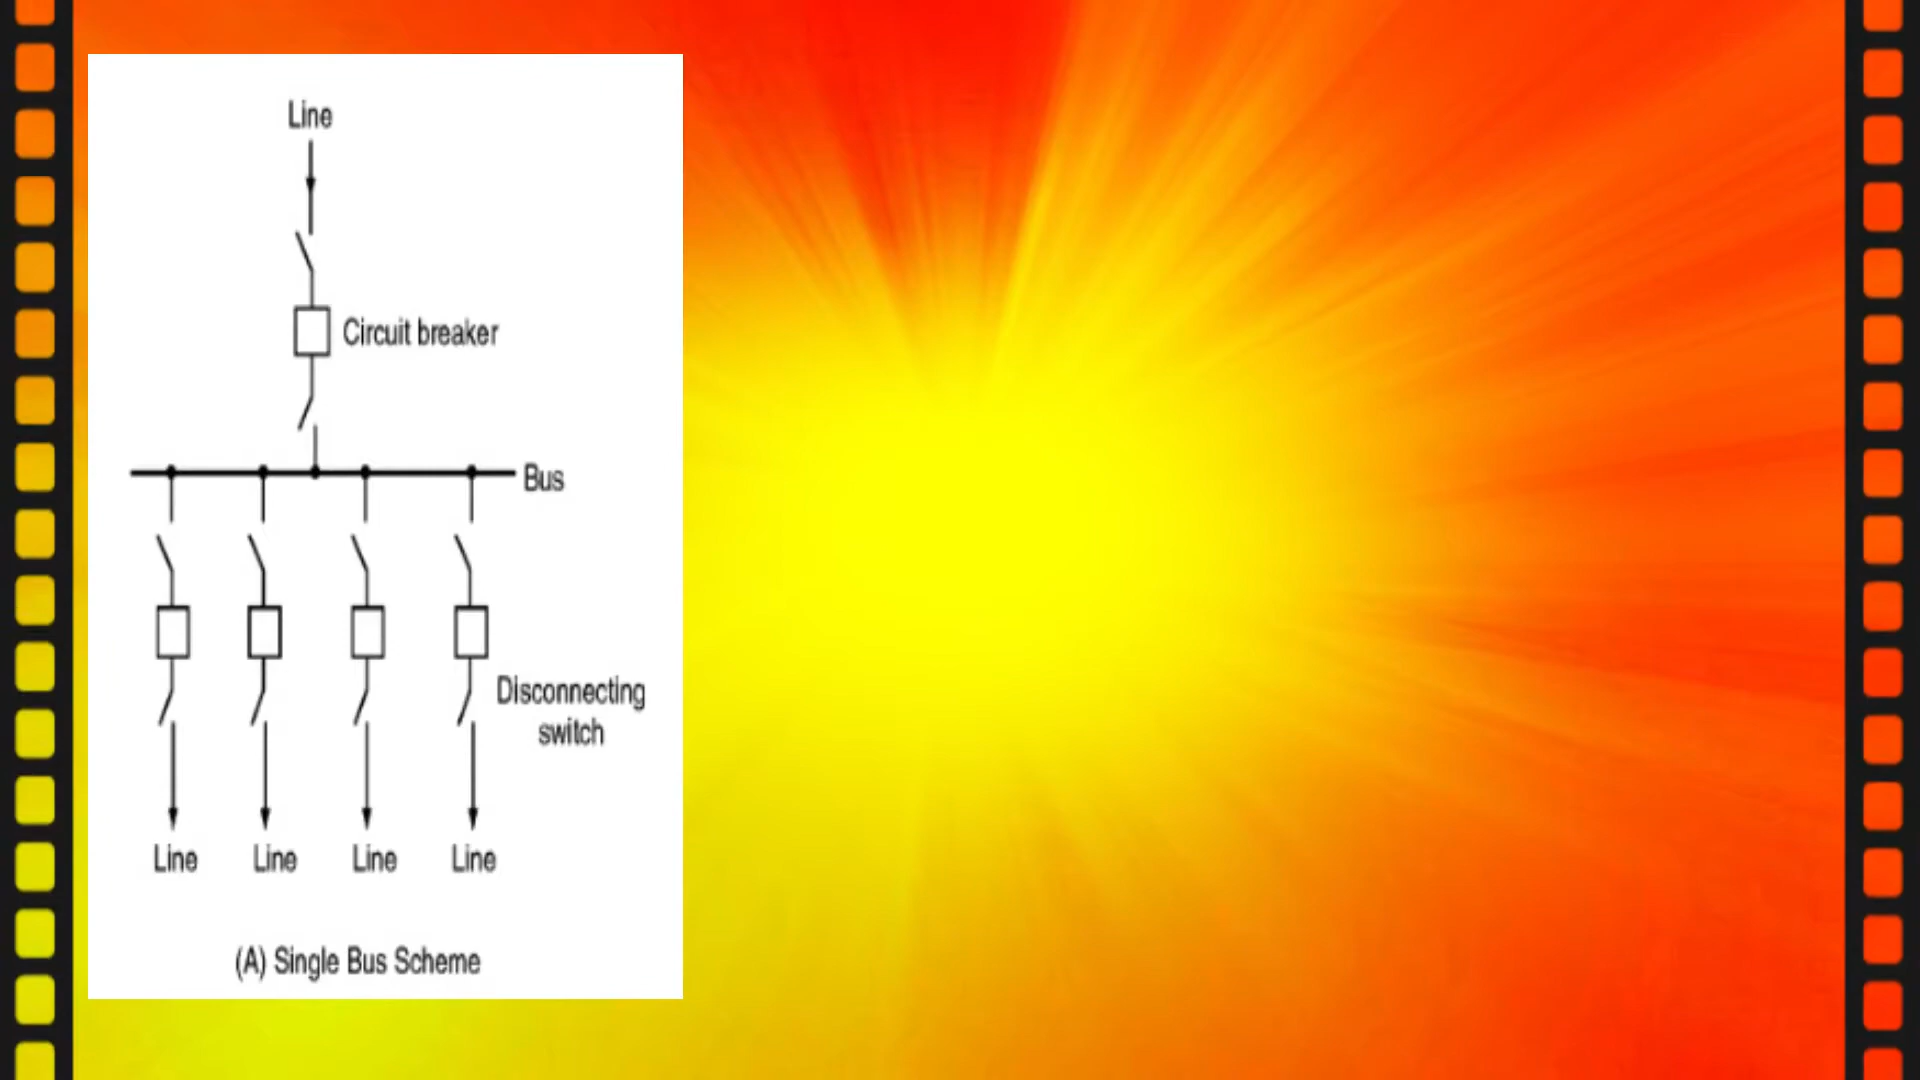 Line
Circuit breaker
Bus
Disconnecting
switch
Line Line Line Line
(A) Single Bus Scheme